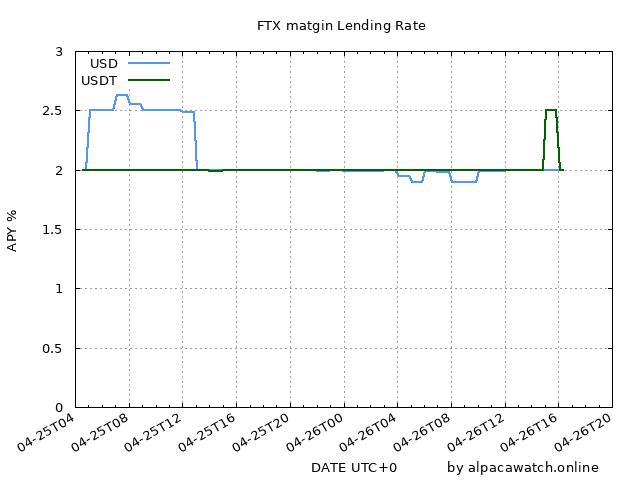 FTX matgin Lending Rate
USD
USDT
3
2.5
2
1.5
1
0.5
0
APY %
04-25T04
04-25T08
04-25T12
04-25T16
04-25T20
04-26T00
04-26T04
04-26T08
04-26T12
04-26T16
04-26T20
DATE UTC+0
by alpacawatch.online